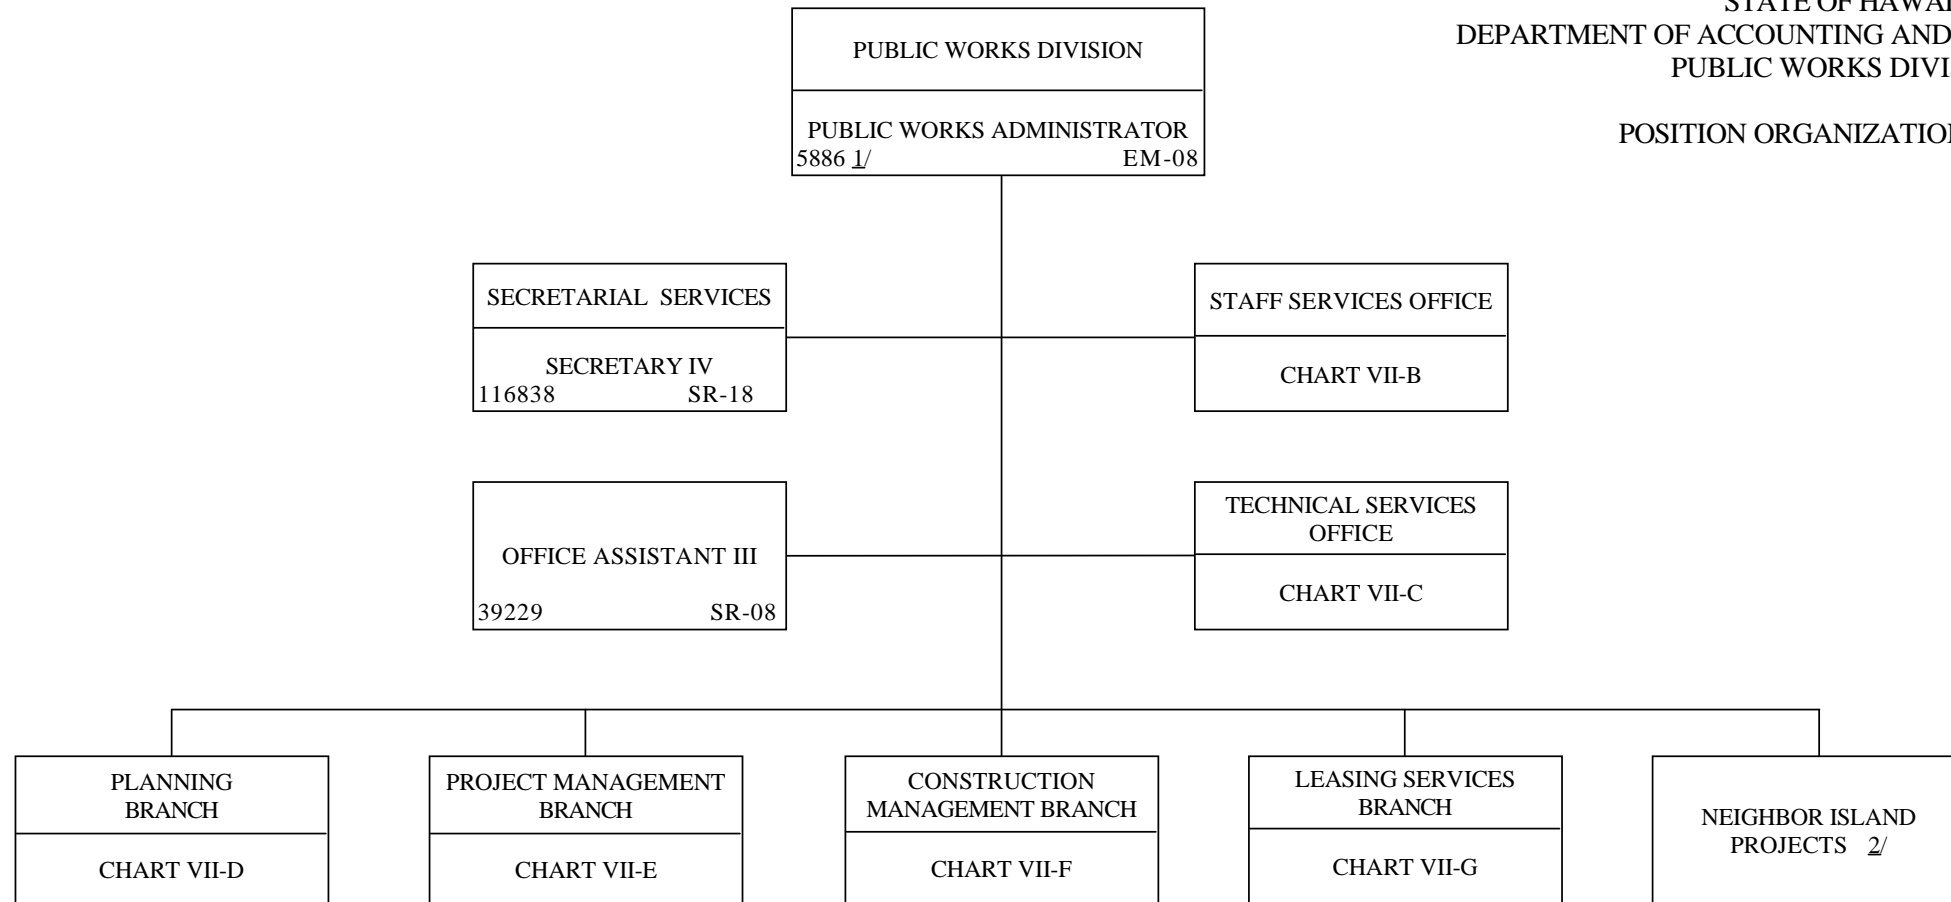 STATE OF HAWAI
DEPARTMENT OF ACCOUNTING AND
PUBLIC WORKS DIVI
POSITION ORGANIZATION
PUBLIC WORKS DIVISION
PUBLIC WORKS ADMINISTRATOR
5886 1/ EM-08
SECRETARIAL SERVICES
SECRETARY IV
116838 SR-18
STAFF SERVICES OFFICE
CHART VII-B
OFFICE ASSISTANT III
39229 SR-08
TECHNICAL SERVICES
OFFICE
CHART VII-C
PLANNING
BRANCH
CHART VII-D
PROJECT MANAGEMENT
BRANCH
CHART VII-E
CONSTRUCTION
MANAGEMENT BRANCH
CHART VII-F
LEASING SERVICES
BRANCH
CHART VII-G
NEIGHBOR ISLAND
PROJECTS 2/